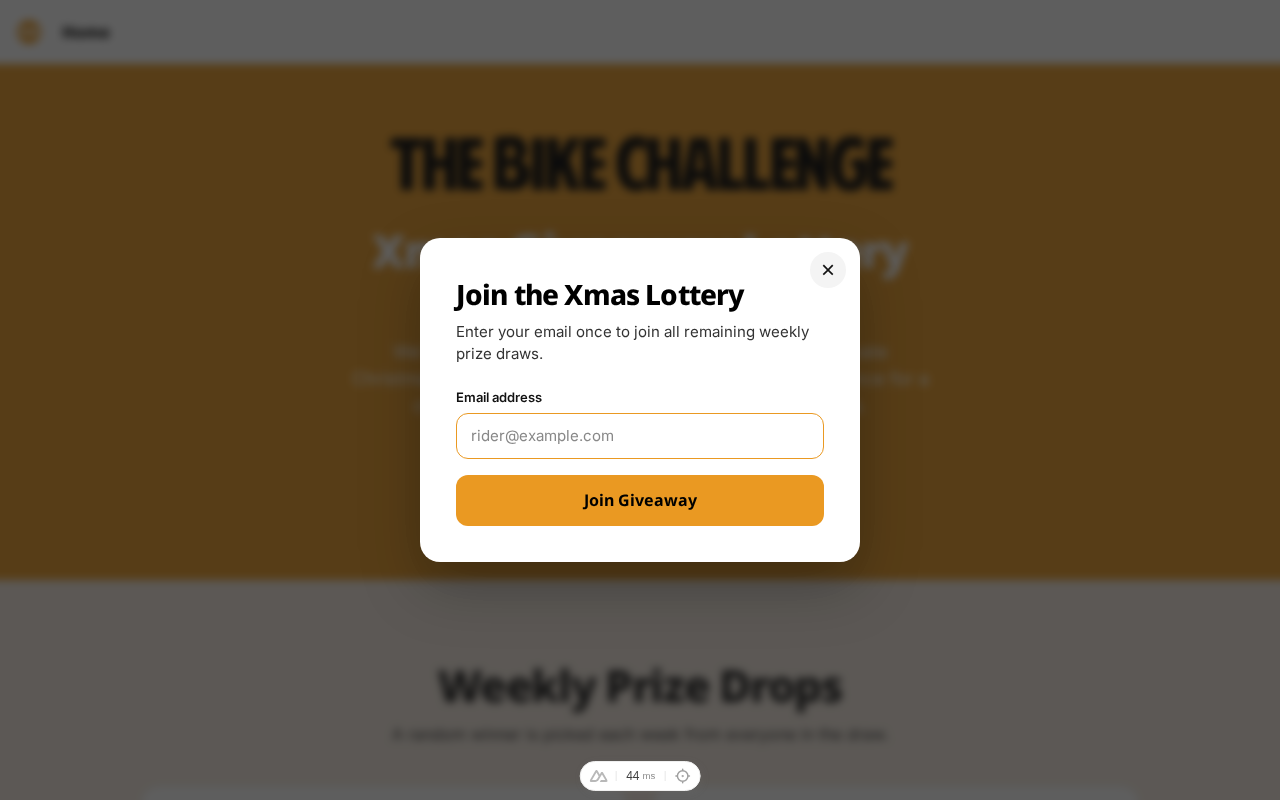 Home
THE BIKE CHALLENGE
Join the Xmas Lottery
Enter your email once to join all remaining weekly
prize draws.
Email address
rider@example.com
Join Giveaway
Weekly Prize Drops
A random winner is picked each week from everyone in the draw.
44 ms